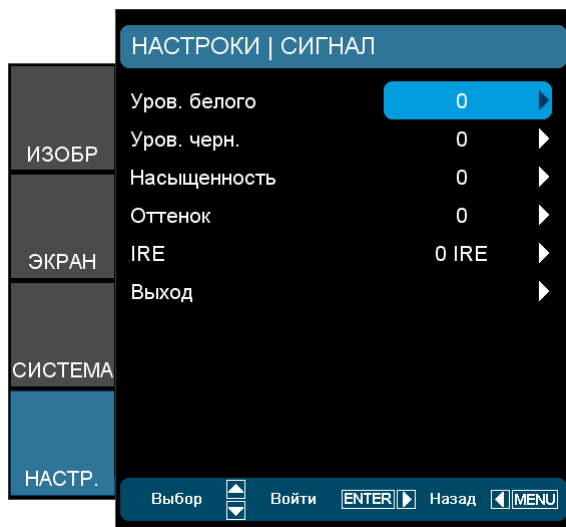 НАСТРОКИ | СИГНАЛ
Уров. белого 0
Уров. черн. 0
Насыщенность 0
Оттенок 0
IRE 0 IRE
Выход
ИЗОБР
ЭКРАН
СИСТЕМА
НАСТР.
Выбор Войти ENTER Назад MENU